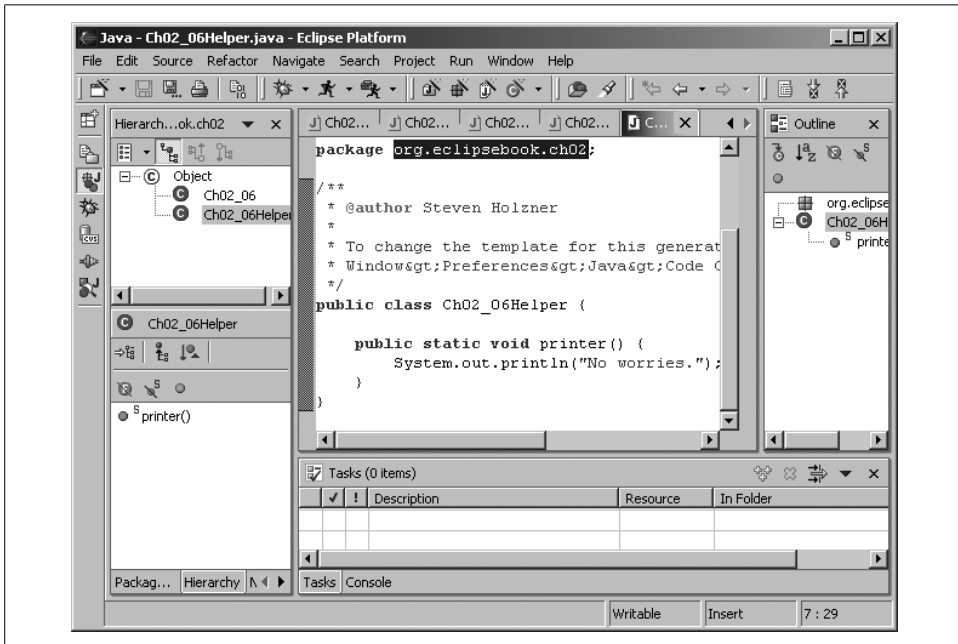 Java - Ch02_06Helper.java - Eclipse Platform
File Edit Source Refactor Navigate Search Project Run Window Help
Hierarch...ok.ch02
Object
Ch02_06
Ch02_06Helper
Ch02_06Helper
S printer()
Packag... Hierarchy
Ch02... Ch02... Ch02... Ch02... C...
package org.eclipsebook.ch02;
/**
* @author Steven Holzner
*
* To change the template for this generat
* Window&gt;Preferences&gt;Java&gt;Code C
*/
public class Ch02_06Helper {
public static void printer() {
System.out.println("No worries.");
}
}
Outline
org.eclipse
Ch02_06H
S printe
Tasks (0 items)
! Description Resource In Folder
Tasks Console
Writable Insert 7 : 29